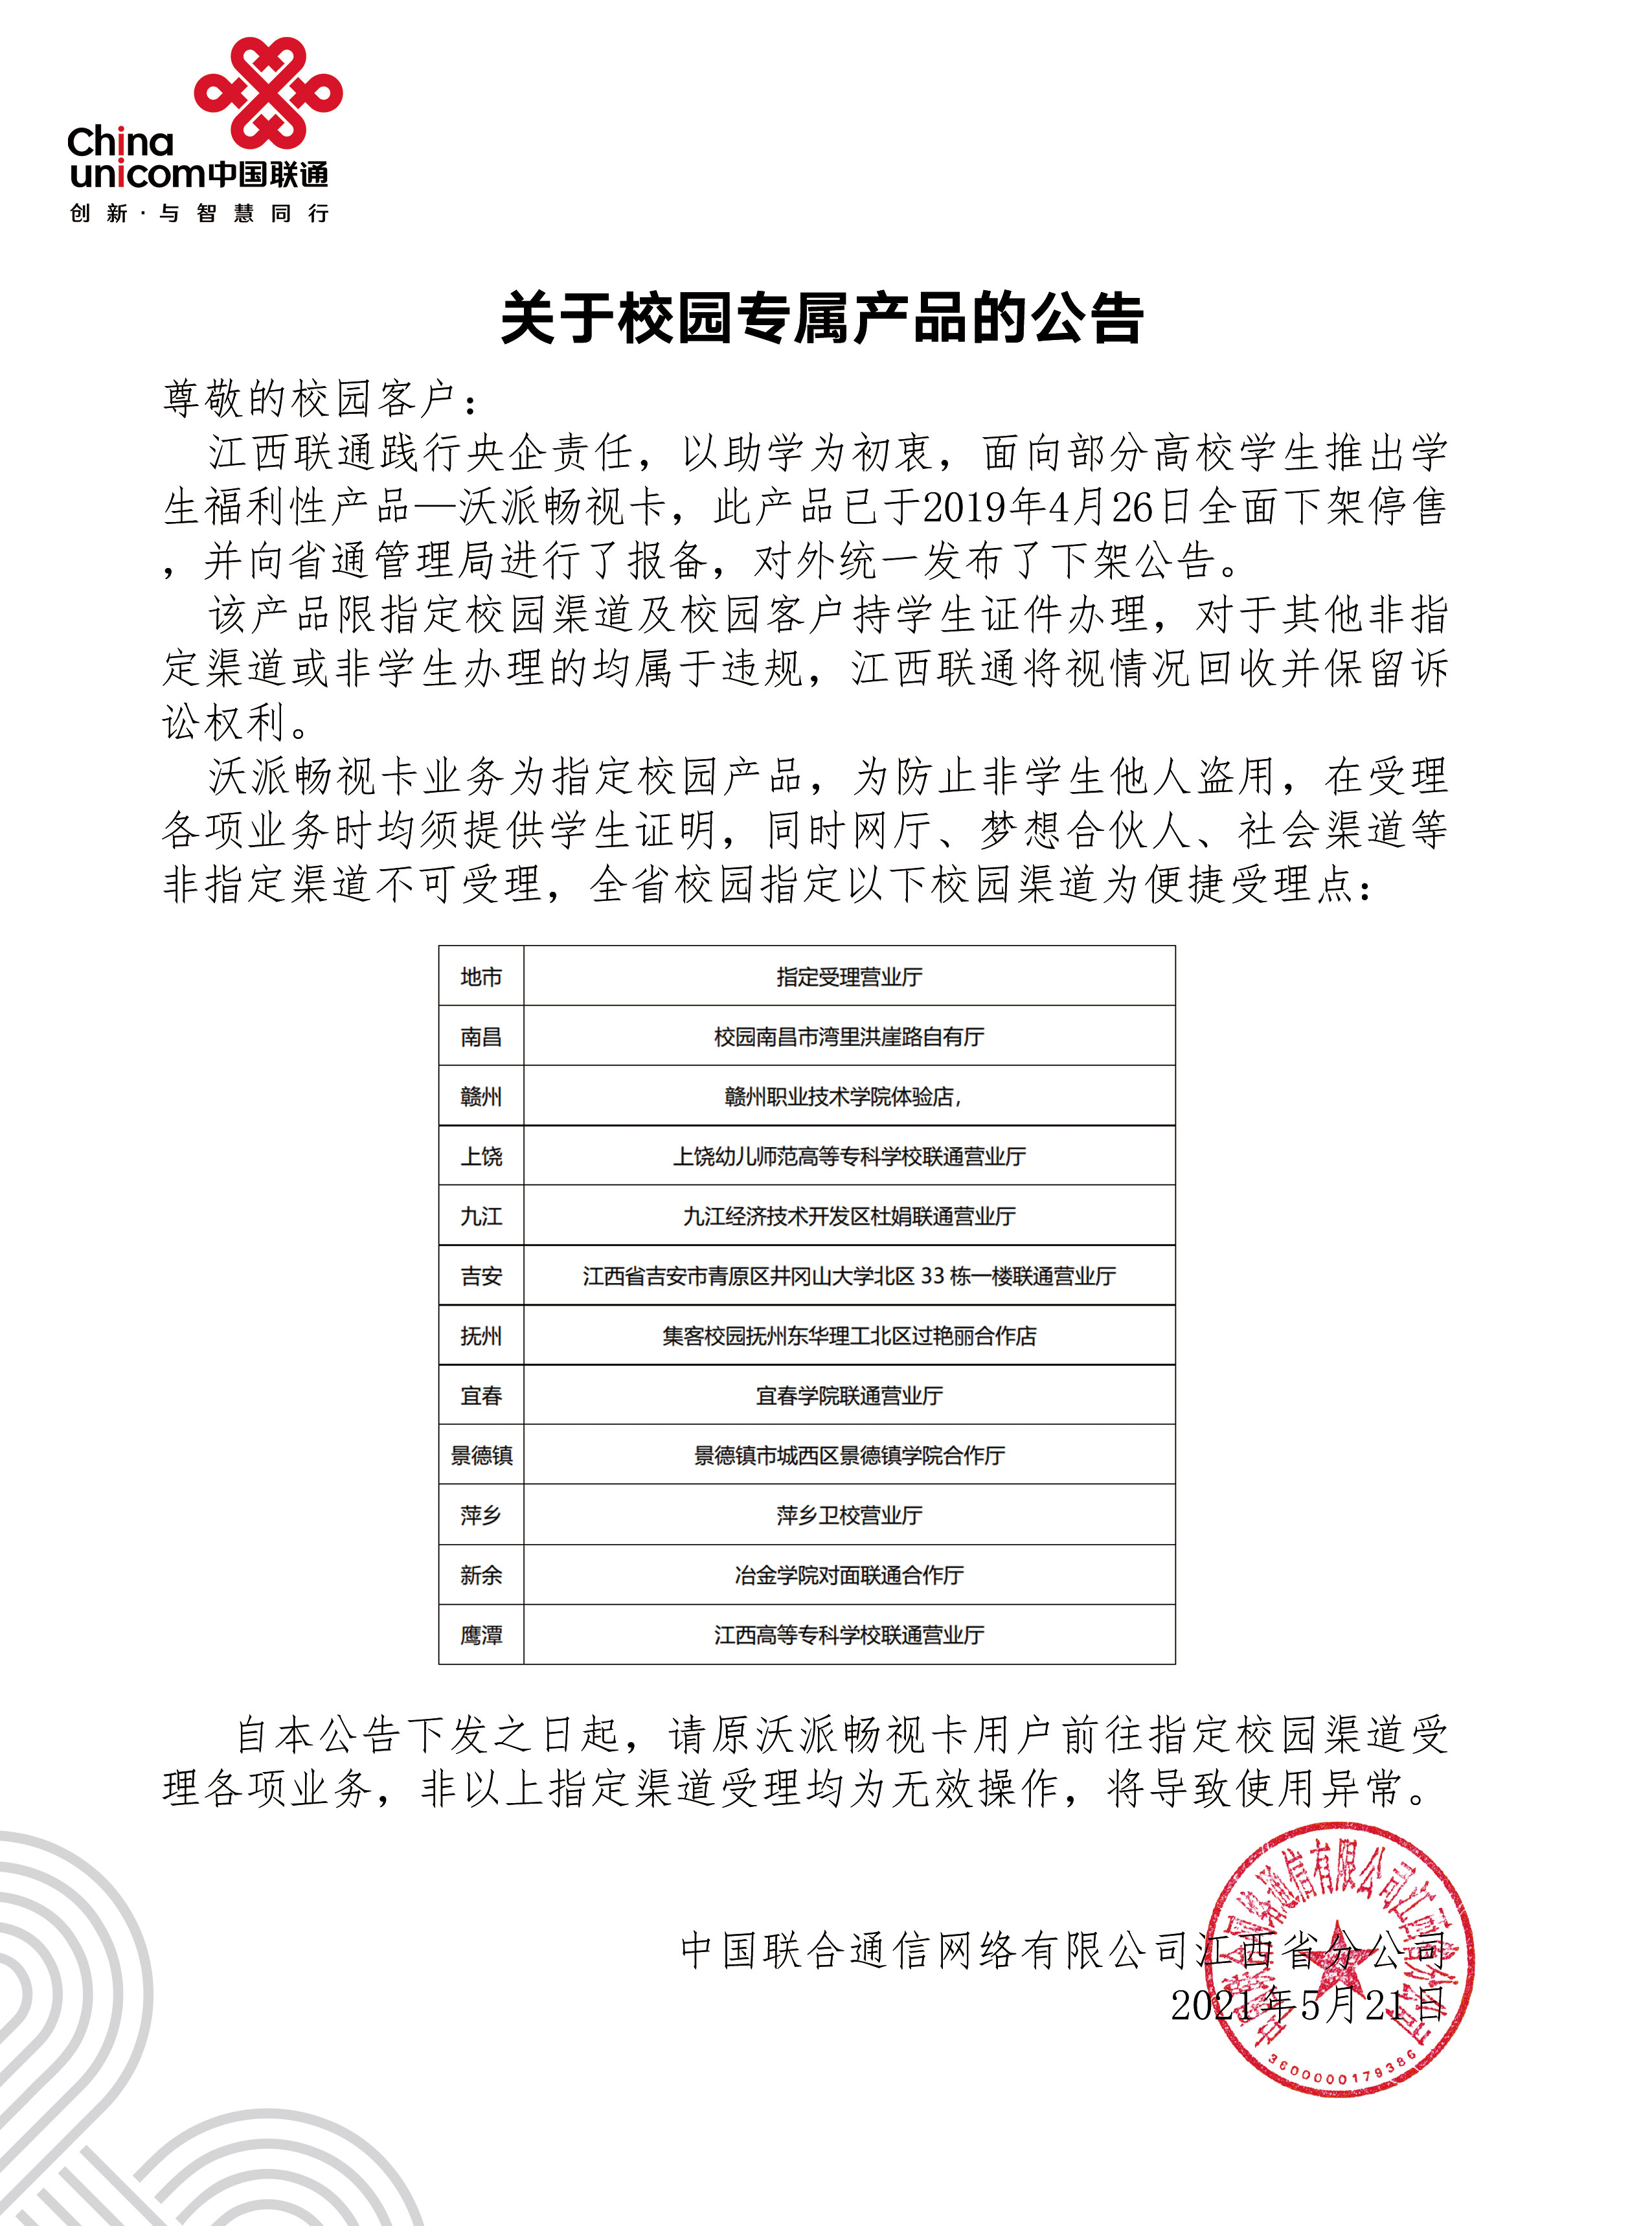 China
unicom中国联通
创新·与智慧同行
关于校园专属产品的公告
尊敬的校园客户：
江西联通践行央企责任，以助学为初衷，面向部分高校学生推出学
生福利性产品—沃派畅视卡，此产品已于2019年4月26日全面下架停售
，并向省通管理局进行了报备，对外统一发布了下架公告。
该产品限指定校园渠道及校园客户持学生证件办理，对于其他非指
定渠道或非学生办理的均属于违规，江西联通将视情况回收并保留诉
讼权利。
沃派畅视卡业务为指定校园产品，为防止非学生他人盗用，在受理
各项业务时均须提供学生证明，同时网厅、梦想合伙人、社会渠道等
非指定渠道不可受理，全省校园指定以下校园渠道为便捷受理点：
地市 指定受理营业厅
南昌 校园南昌市湾里洪崖路自有厅
赣州 赣州职业技术学院体验店，
上饶 上饶幼儿师范高等专科学校联通营业厅
九江 九江经济技术开发区杜娟联通营业厅
吉安 江西省吉安市青原区井冈山大学北区 33 栋一楼联通营业厅
抚州 集客校园抚州东华理工北区过艳丽合作店
宜春 宜春学院联通营业厅
景德镇 景德镇市城西区景德镇学院合作厅
萍乡 萍乡卫校营业厅
新余 冶金学院对面联通合作厅
鹰潭 江西高等专科学校联通营业厅
自本公告下发之日起，请原沃派畅视卡用户前往指定校园渠道受
理各项业务，非以上指定渠道受理均为无效操作，将导致使用异常。
中国联合通信网络有限公司江西省分公司
2021年5月21日
中国联合网络通信有限公司江西省分公司
3600000179386